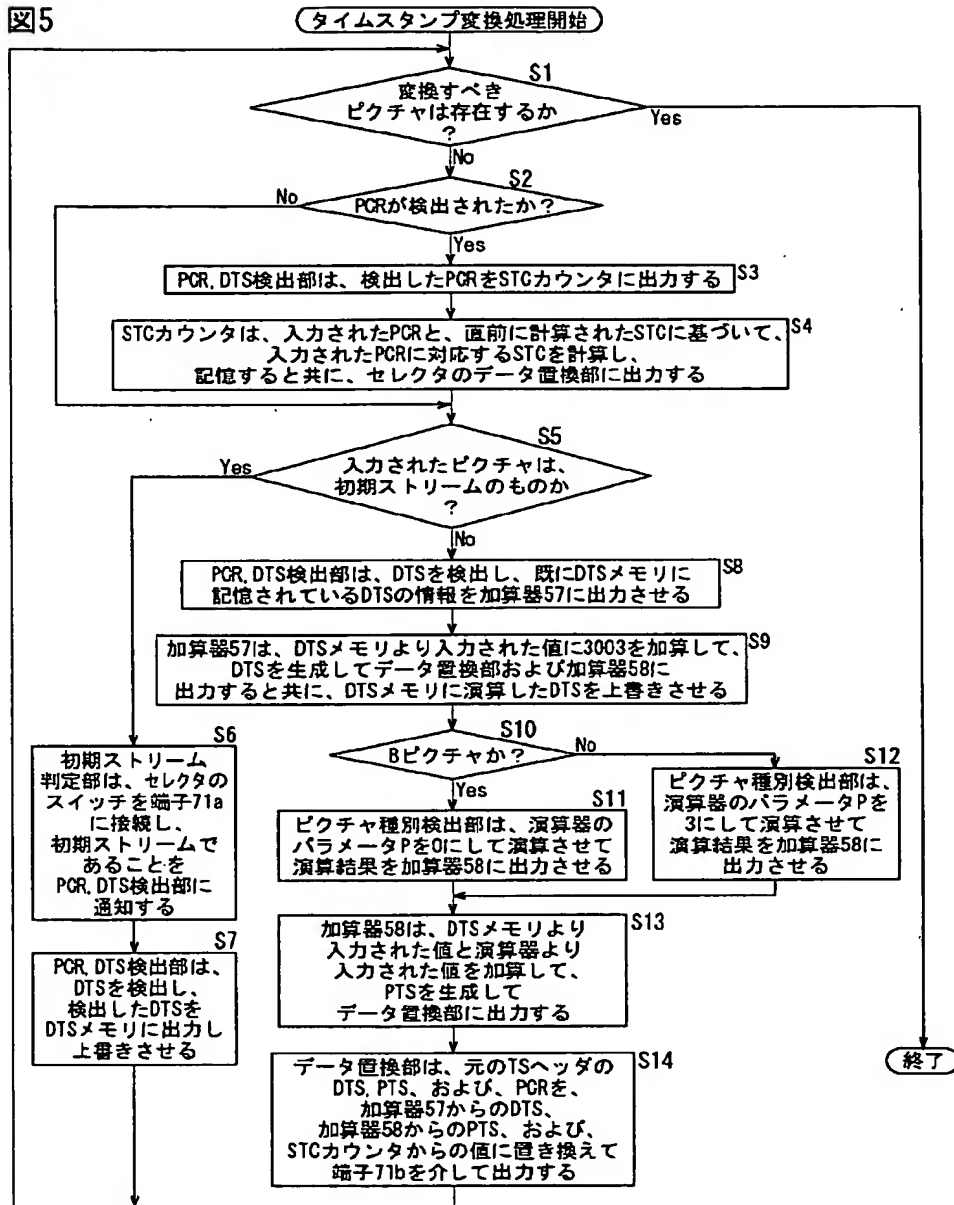 図5
タイムスタンプ変換処理開始
S1
変換すべき
ピクチャは存在するか
?
Yes
No
S2
PCRが検出されたか?
No
Yes
S3
PCR,DTS検出部は、検出したPCRをSTCカウンタに出力する
S4
STCカウンタは、入力されたPCRと、直前に計算されたSTCに基づいて、
入力されたPCRに対応するSTCを計算し、
記憶すると共に、セレクタのデータ置換部に出力する
S5
入力されたピクチャは、
初期ストリームのものか
?
Yes
No
S8
PCR,DTS検出部は、DTSを検出し、既にDTSメモリに
記憶されているDTSの情報を加算器57に出力させる
S9
加算器57は、DTSメモリより入力された値に3003を加算して、
DTSを生成してデータ置換部および加算器58に
出力すると共に、DTSメモリに演算したDTSを上書きさせる
S10
Bピクチャか?
No
Yes
S6
初期ストリーム
判定部は、セレクタの
スイッチを端子71a
に接続し、
初期ストリームで
あることを
PCR,DTS検出部に
通知する
S11
ピクチャ種別検出部は、演算器の
パラメータPを0にして演算させて
演算結果を加算器58に出力させる
S12
ピクチャ種別検出部は、
演算器のパラメータPを
3にして演算させて
演算結果を加算器58に
出力させる
S7
PCR,DTS検出部は、
DTSを検出し、
検出したDTSを
DTSメモリに出力し
上書きさせる
S13
加算器58は、DTSメモリより
入力された値と演算器より
入力された値を加算して、
PTSを生成して
データ置換部に出力する
S14
データ置換部は、元のTSヘッダの
DTS,PTS、および、PCRを、
加算器57からのDTS、
加算器58からのPTS、および、
STCカウンタからの値に置き換えて
端子71bを介して出力する
終了